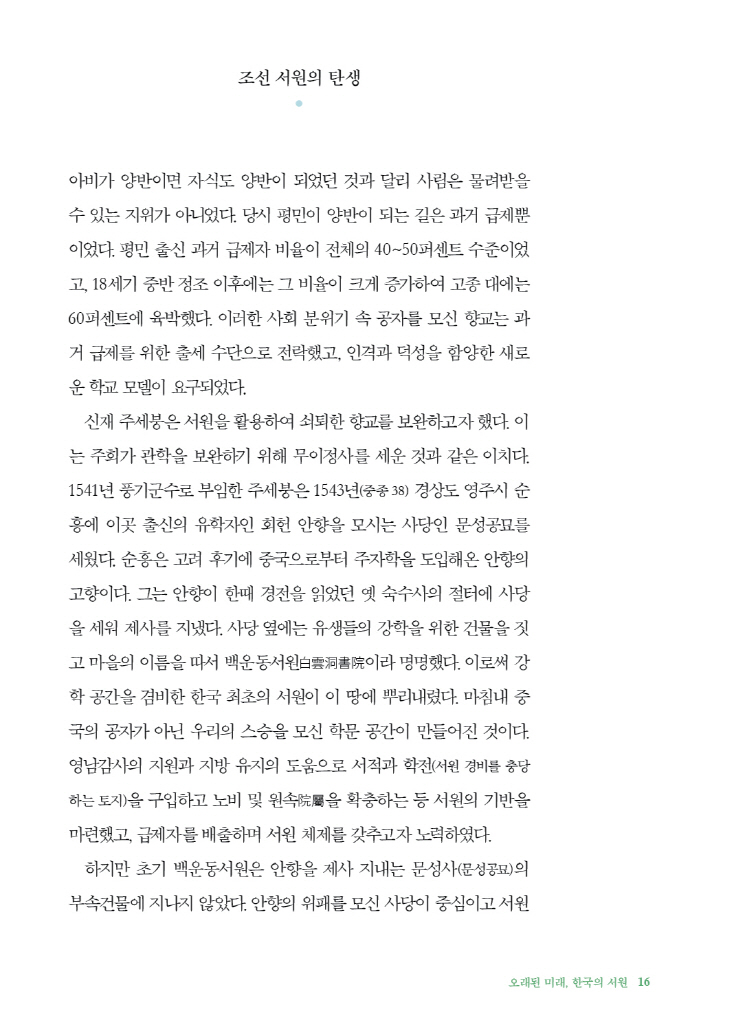 조선 서원의 탄생
아비가 양반이면 자식도 양반이 되었던 것과 달리 사림은 물려받을
수 있는 지위가 아니었다. 당시 평민이 양반이 되는 길은 과거 급제뿐
이었다. 평민 출신 과거 급제자 비율이 전체의 40~50퍼센트 수준이었
고, 18세기 중반 정조 이후에는 그 비율이 크게 증가하여 고종 대에는
60퍼센트에 육박했다. 이러한 사회 분위기 속 공자를 모신 향교는 과
거 급제를 위한 출세 수단으로 전락했고, 인격과 덕성을 함양한 새로
운 학교 모델이 요구되었다.
신재 주세붕은 서원을 활용하여 쇠퇴한 향교를 보완하고자 했다. 이
는 주희가 관학을 보완하기 위해 무이정사를 세운 것과 같은 이치다.
1541년 풍기군수로 부임한 주세붕은 1543년(중종 38) 경상도 영주시 순
흥에 이곳 출신의 유학자인 회헌 안향을 모시는 사당인 문성공묘를
세웠다. 순흥은 고려 후기에 중국으로부터 주자학을 도입해온 안향의
고향이다. 그는 안향이 한때 경전을 읽었던 옛 숙수사의 절터에 사당
을 세워 제사를 지냈다. 사당 옆에는 유생들의 강학을 위한 건물을 짓
고 마을의 이름을 따서 백운동서원白雲洞書院이라 명명했다. 이로써 강
학 공간을 겸비한 한국 최초의 서원이 이 땅에 뿌리내렸다. 마침내 중
국의 공자가 아닌 우리의 스승을 모신 학문 공간이 만들어진 것이다.
영남감사의 지원과 지방 유지의 도움으로 서적과 학전(서원 경비를 충당
하는 토지)을 구입하고 노비 및 원속院屬을 확충하는 등 서원의 기반을
마련했고, 급제자를 배출하며 서원 체제를 갖추고자 노력하였다.
하지만 초기 백운동서원은 안향을 제사 지내는 문성사(문성공묘)의
부속건물에 지나지 않았다. 안향의 위패를 모신 사당이 중심이고 서원
오래된 미래, 한국의 서원 16